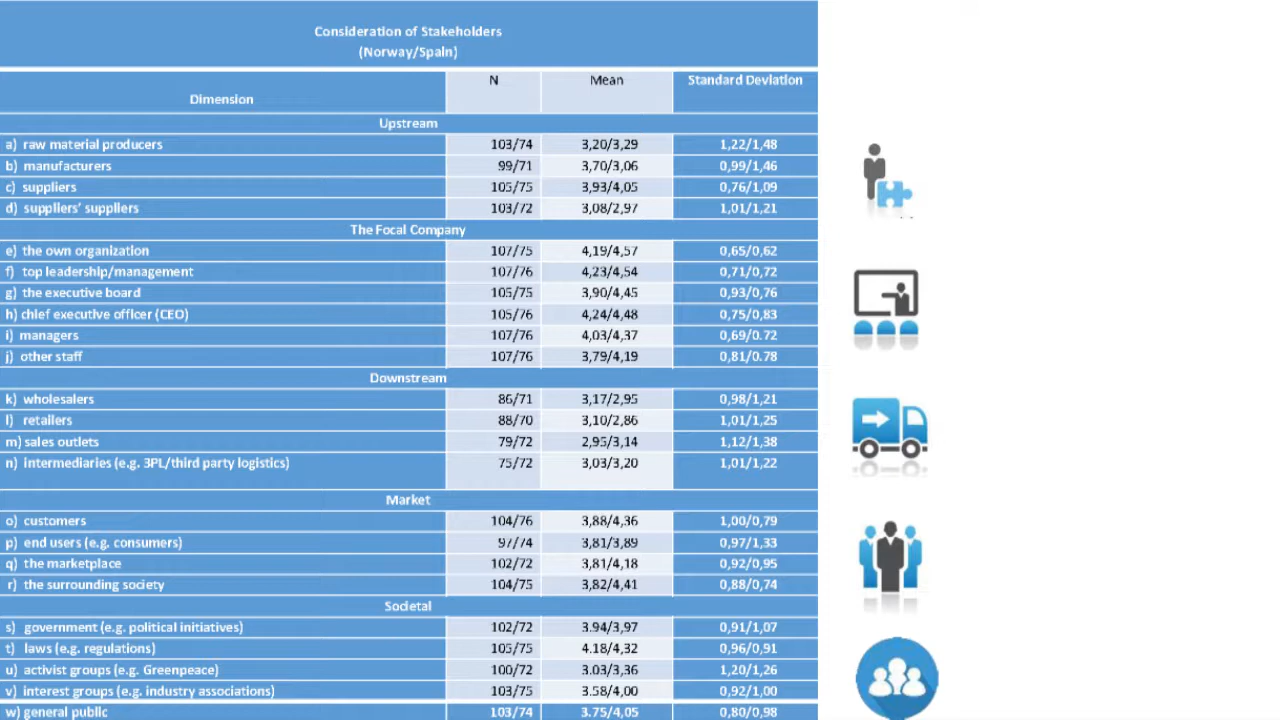 Consideration of Stakeholders
(Norway/Spain)
Dimension N Mean Standard Deviation
Upstream
a) raw material producers 103/74 3,20/3,29 1,22/1,48
b) manufacturers 99/71 3,70/3,06 0,99/1,46
c) suppliers 105/75 3,93/4,05 0,76/1,09
d) suppliers' suppliers 103/72 3,08/2,97 1,01/1,21
The Focal Company
e) the own organization 107/75 4,19/4,57 0,65/0,62
f) top leadership/management 107/76 4,23/4,54 0,71/0,72
g) the executive board 105/75 3,90/4,45 0,93/0,76
h) chief executive officer (CEO) 105/76 4,24/4,48 0,75/0,83
i) managers 107/76 4,03/4,37 0,69/0.72
j) other staff 107/76 3,79/4,19 0,81/0.78
Downstream
k) wholesalers 86/71 3,17/2,95 0,98/1,21
l) retailers 88/70 3,10/2,86 1,01/1,25
m) sales outlets 79/72 2,95/3,14 1,12/1,38
n) intermediaries (e.g. 3PL/third party logistics) 75/72 3,03/3,20 1,01/1,22
Market
o) customers 104/76 3,88/4,36 1,00/0,79
p) end users (e.g. consumers) 97/74 3,81/3,89 0,97/1,33
q) the marketplace 102/72 3,81/4,18 0,92/0,95
r) the surrounding society 104/75 3,82/4,41 0,88/0,74
Societal
s) government (e.g. political initiatives) 102/72 3.94/3,97 0,91/1,07
t) laws (e.g. regulations) 105/75 4.18/4,32 0,96/0,91
u) activist groups (e.g. Greenpeace) 100/72 3.03/3,36 1,20/1,26
v) interest groups (e.g. industry associations) 103/75 3.58/4,00 0,92/1,00
w) general public 103/74 3.75/4,05 0,80/0,98